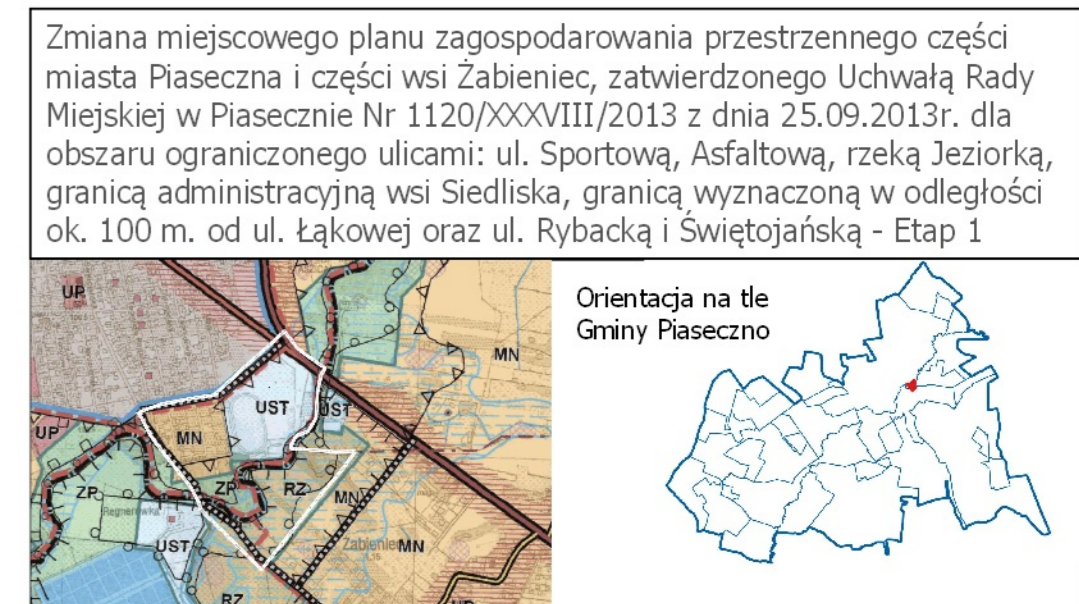 Zmiana miejscowego planu zagospodarowania przestrzennego części
miasta Piaseczna i części wsi Żabieniec, zatwierdzonego Uchwałą Rady
Miejskiej w Piasecznie Nr 1120/XXXVIII/2013 z dnia 25.09.2013r. dla
obszaru ograniczonego ulicami: ul. Sportową, Asfaltową, rzeką Jeziorką,
granicą administracyjną wsi Siedliska, granicą wyznaczoną w odległości
ok. 100 m. od ul. Łąkowej oraz ul. Rybacką i Świętojańską - Etap 1
Orientacja na tle
Gminy Piaseczno
UP
MN
UST
UST
UP
MN
ZP
ZP
RZ
MN
Regnerówka
UST
Żabieniec
MN
RZ